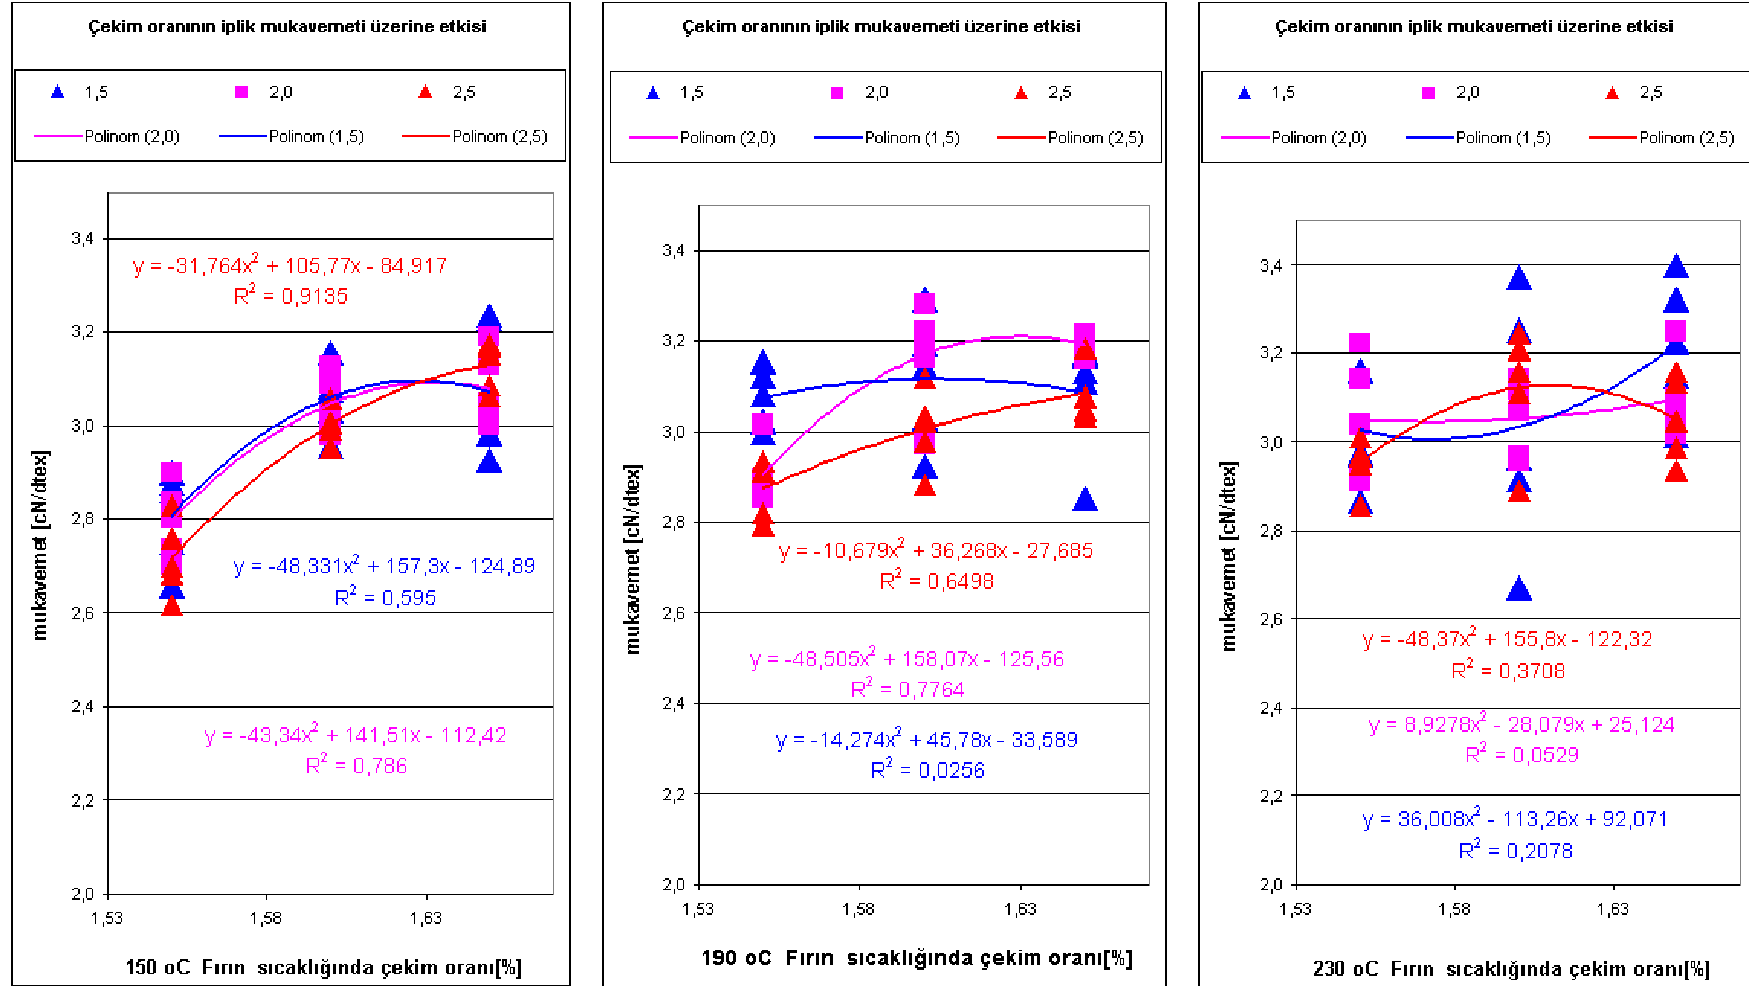 Çekim oranının iplik mukavemeti üzerine etkisi
1,5 2,0 2,5
Polinom (2,0) Polinom (1,5) Polinom (2,5)
3,4
y = -31,764x² + 105,77x - 84,917
R² = 0,9135
3,2
3,0
2,8
y = -48,331x² + 157,3x - 124,89
R² = 0,595
2,6
2,4
y = -43,34x² + 141,51x - 112,42
R² = 0,786
2,2
2,0
1,53 1,58 1,63
mukavemet [cN/dtex]
150 oC Fırın sıcaklığında çekim oranı[%]
Çekim oranının iplik mukavemeti üzerine etkisi
1,5 2,0 2,5
Polinom (2,0) Polinom (1,5) Polinom (2,5)
3,4
3,2
3,0
2,8
y = -10,679x² + 36,268x - 27,685
R² = 0,6498
2,6
y = -48,505x² + 158,07x - 125,56
R² = 0,7764
2,4
y = -14,274x² + 45,78x - 33,589
R² = 0,0256
2,2
2,0
1,53 1,58 1,63
mukavemet [cN/dtex]
190 oC Fırın sıcaklığında çekim oranı[%]
Çekim oranının iplik mukavemeti üzerine etkisi
1,5 2,0 2,5
Polinom (2,0) Polinom (1,5) Polinom (2,5)
3,4
3,2
3,0
2,8
2,6
y = -48,37x² + 155,8x - 122,32
R² = 0,3708
2,4
y = 8,9278x² - 28,079x + 25,124
R² = 0,0529
2,2
y = 36,008x² - 113,26x + 92,071
R² = 0,2078
2,0
1,53 1,58 1,63
mukavemet [cN/dtex]
230 oC Fırın sıcaklığında çekim oranı[%]